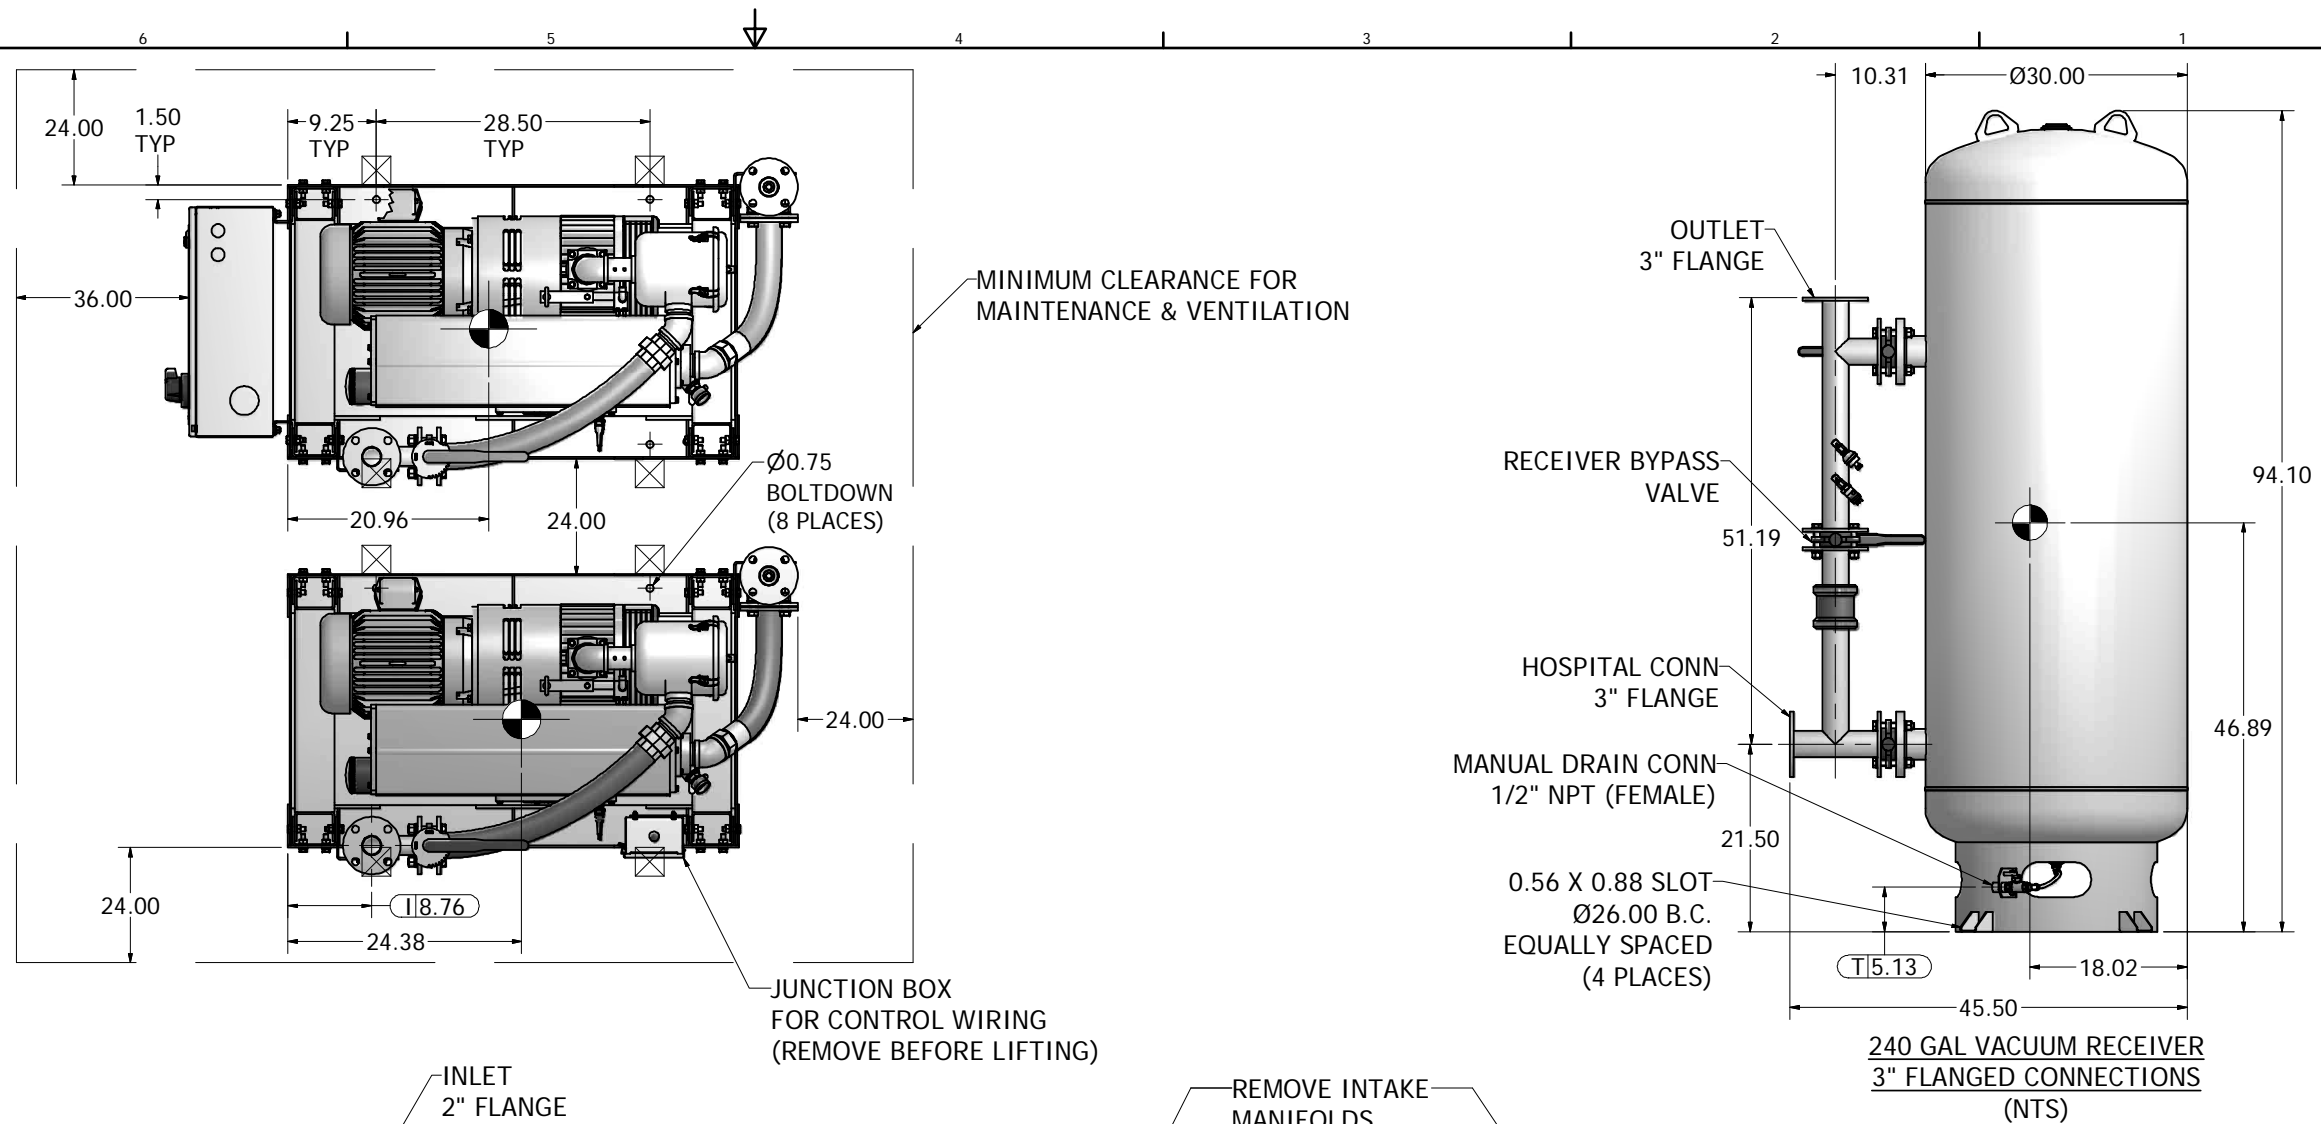 6 5 4 3 2 1
24.00
1.50
TYP
9.25
TYP
28.50
TYP
36.00
MINIMUM CLEARANCE FOR
MAINTENANCE & VENTILATION
20.96
24.00
Ø0.75
BOLTDOWN
(8 PLACES)
24.00
24.00
I 8.76
24.38
JUNCTION BOX
FOR CONTROL WIRING
(REMOVE BEFORE LIFTING)
INLET
2" FLANGE
REMOVE INTAKE
MANIFOLDS
10.31
Ø30.00
OUTLET
3" FLANGE
RECEIVER BYPASS
VALVE
51.19
94.10
HOSPITAL CONN
3" FLANGE
46.89
MANUAL DRAIN CONN
1/2" NPT (FEMALE)
21.50
0.56 X 0.88 SLOT
Ø26.00 B.C.
EQUALLY SPACED
(4 PLACES)
T 5.13
18.02
45.50
240 GAL VACUUM RECEIVER
3" FLANGED CONNECTIONS
(NTS)